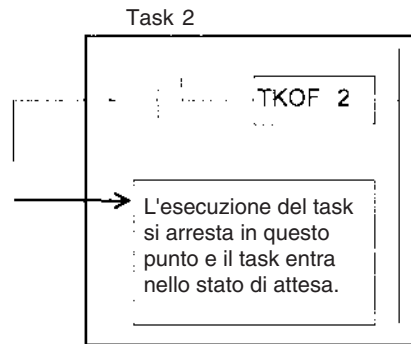 Task 2
TKOF 2
L'esecuzione del task
si arresta in questo
punto e il task entra
nello stato di attesa.